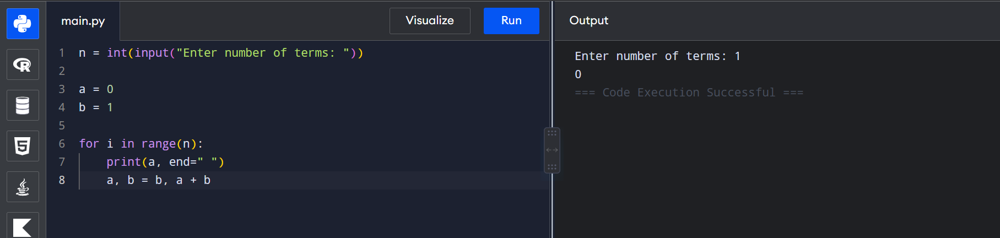 main.py
Visualize
Run
Output
1 n = int(input("Enter number of terms: "))
2
3 a = 0
4 b = 1
5
6 for i in range(n):
7     print(a, end=" ")
8     a, b = b, a + b
Enter number of terms: 1
0
=== Code Execution Successful ===